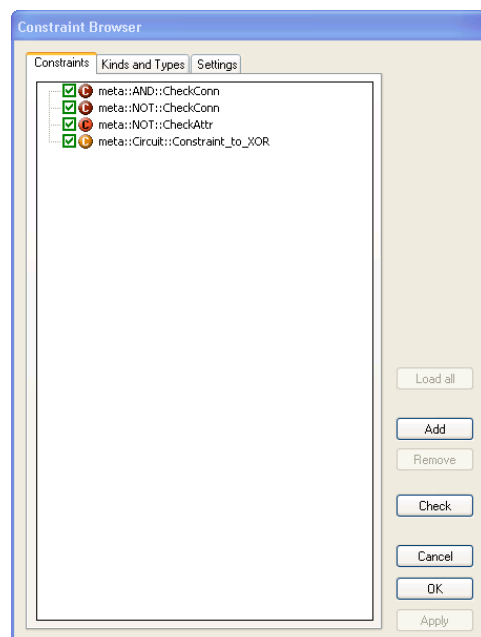 Constraint Browser
Constraints Kinds and Types Settings
C meta::AND::CheckConn
C meta::NOT::CheckConn
C meta::NOT::CheckAttr
C meta::Circuit::Constraint_to_XOR
Load all
Add
Remove
Check
Cancel
OK
Apply